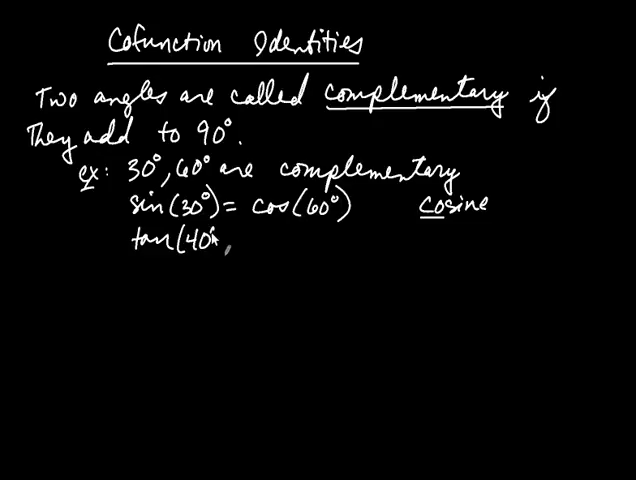 Cofunction Identities
Two angles are called complementary if
They add to 90°.
ex: 30°, 60° are complementary
sin(30°) = cos(60°) cosine
tan(40°